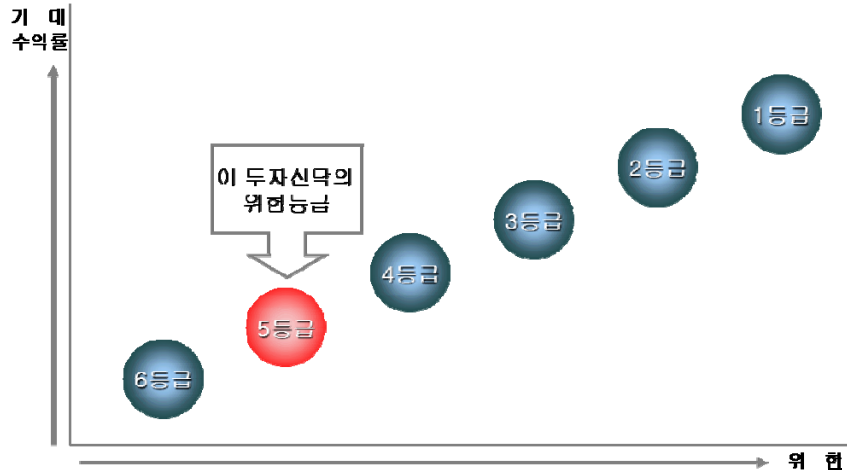 기 대
수익률
1등급
2등급
이 투자신탁의
위험등급
3등급
4등급
5등급
6등급
위 험